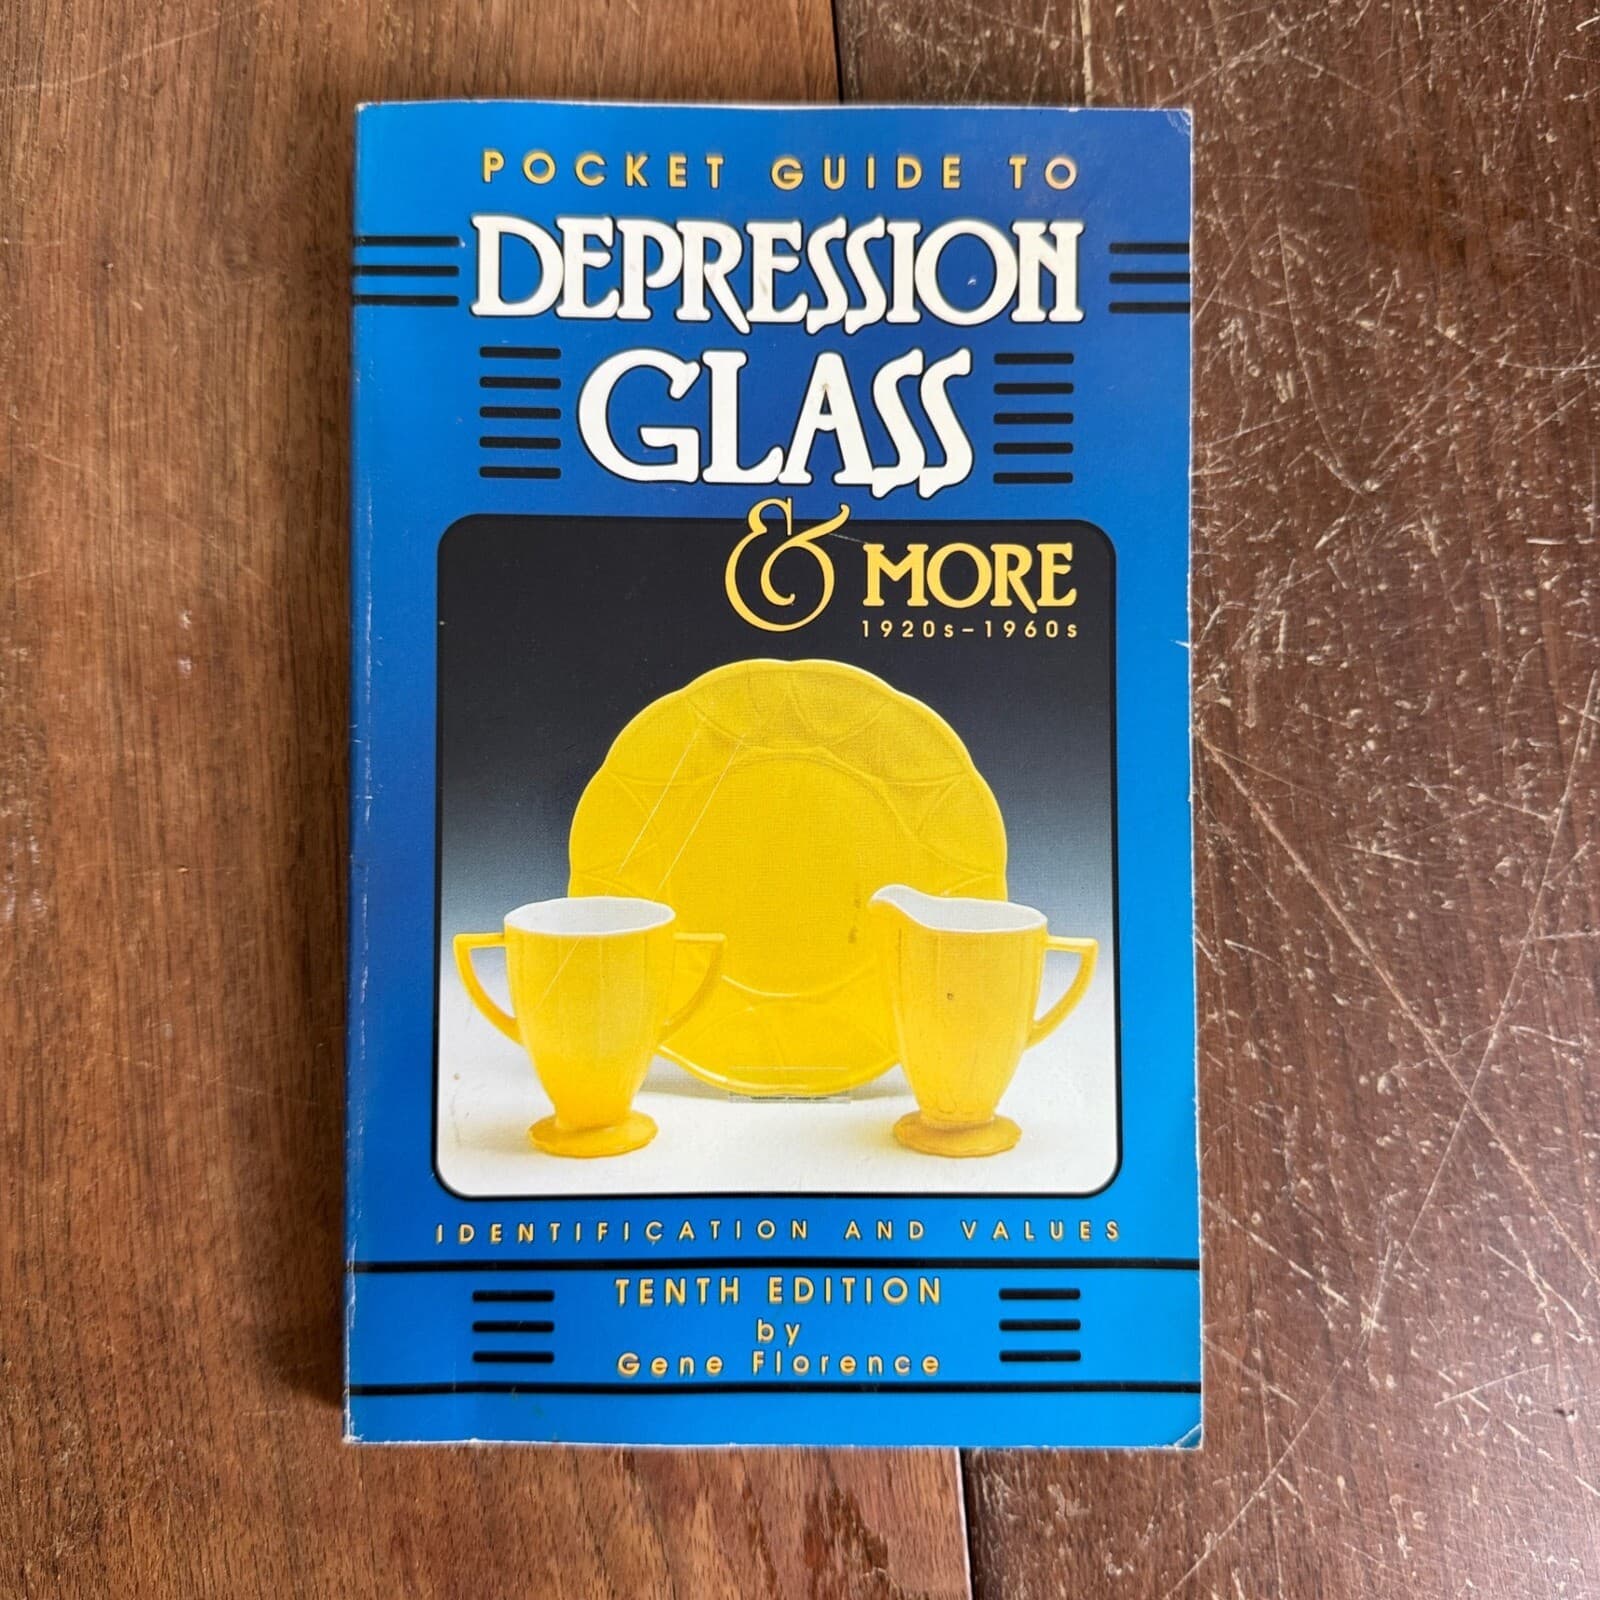 POCKET GUIDE TO
DEPRESSION
GLASS
& MORE
1920s-1960s
IDENTIFICATION AND VALUES
TENTH EDITION
by
Gene Florence